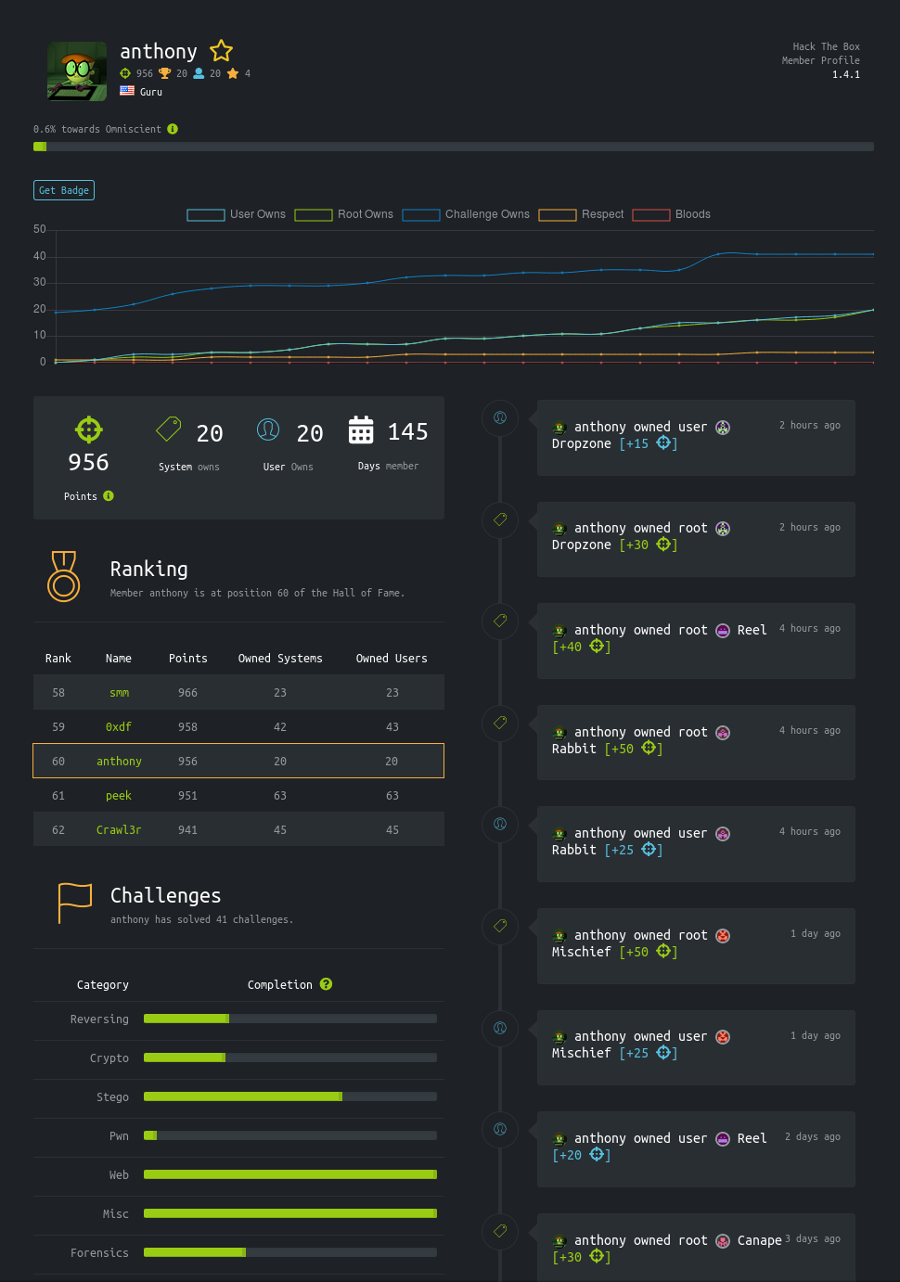 anthony
956 20 20 4
Guru
Hack The Box
Member Profile
1.4.1
0.6% towards Omniscient
Get Badge
User Owns Root Owns Challenge Owns Respect Bloods
50
40
30
20
10
0
956
Points
20
System owns
20
User Owns
145
Days member
Ranking
Member anthony is at position 60 of the Hall of Fame.
Rank Name Points Owned Systems Owned Users
58 smm 966 23 23
59 0xdf 958 42 43
60 anthony 956 20 20
61 peek 951 63 63
62 Crawl3r 941 45 45
Challenges
anthony has solved 41 challenges.
Category Completion ?
Reversing
Crypto
Stego
Pwn
Web
Misc
Forensics
anthony owned user 2 hours ago
Dropzone [+15 ]
anthony owned root 2 hours ago
Dropzone [+30 ]
anthony owned root Reel 4 hours ago
[+40 ]
anthony owned root 4 hours ago
Rabbit [+50 ]
anthony owned user 4 hours ago
Rabbit [+25 ]
anthony owned root 1 day ago
Mischief [+50 ]
anthony owned user 1 day ago
Mischief [+25 ]
anthony owned user Reel 2 days ago
[+20 ]
anthony owned root Canape 3 days ago
[+30 ]